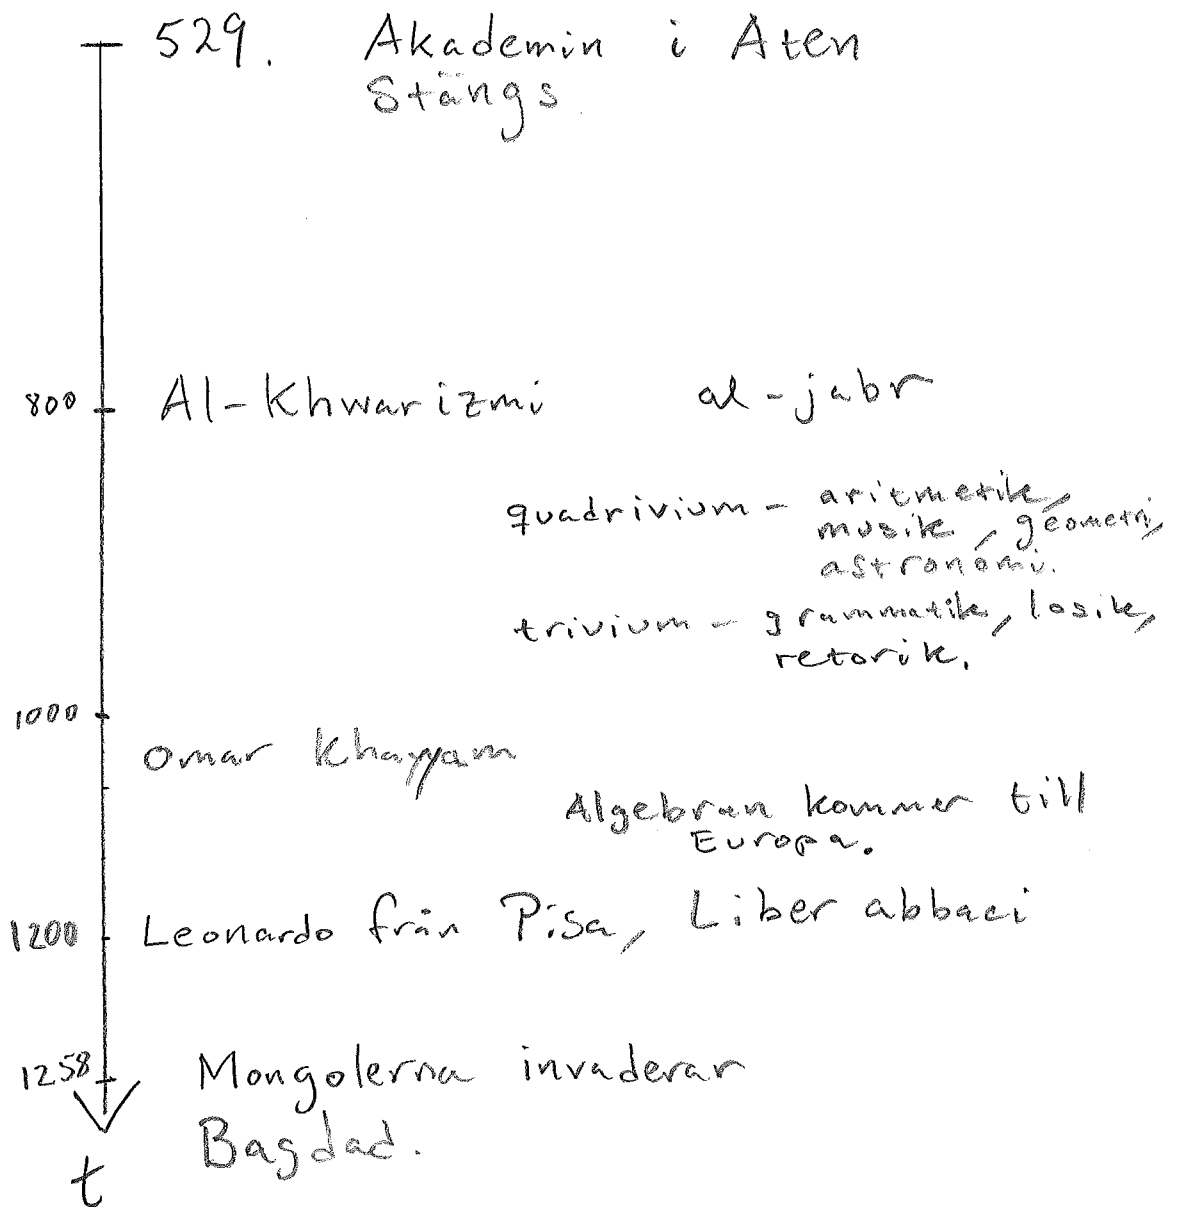 529. Akademin i Aten
Stängs
800 Al-Khwarizmi al-jabr
quadrivium - aritmetik,
musik, geometri,
astronomi.
trivium - grammatik, logik,
retorik.
1000
Omar Khayyam
Algebran kommer till
Europa.
1200 Leonardo från Pisa, Liber abbaci
1258 Mongolerna invaderar
Bagdad.
t